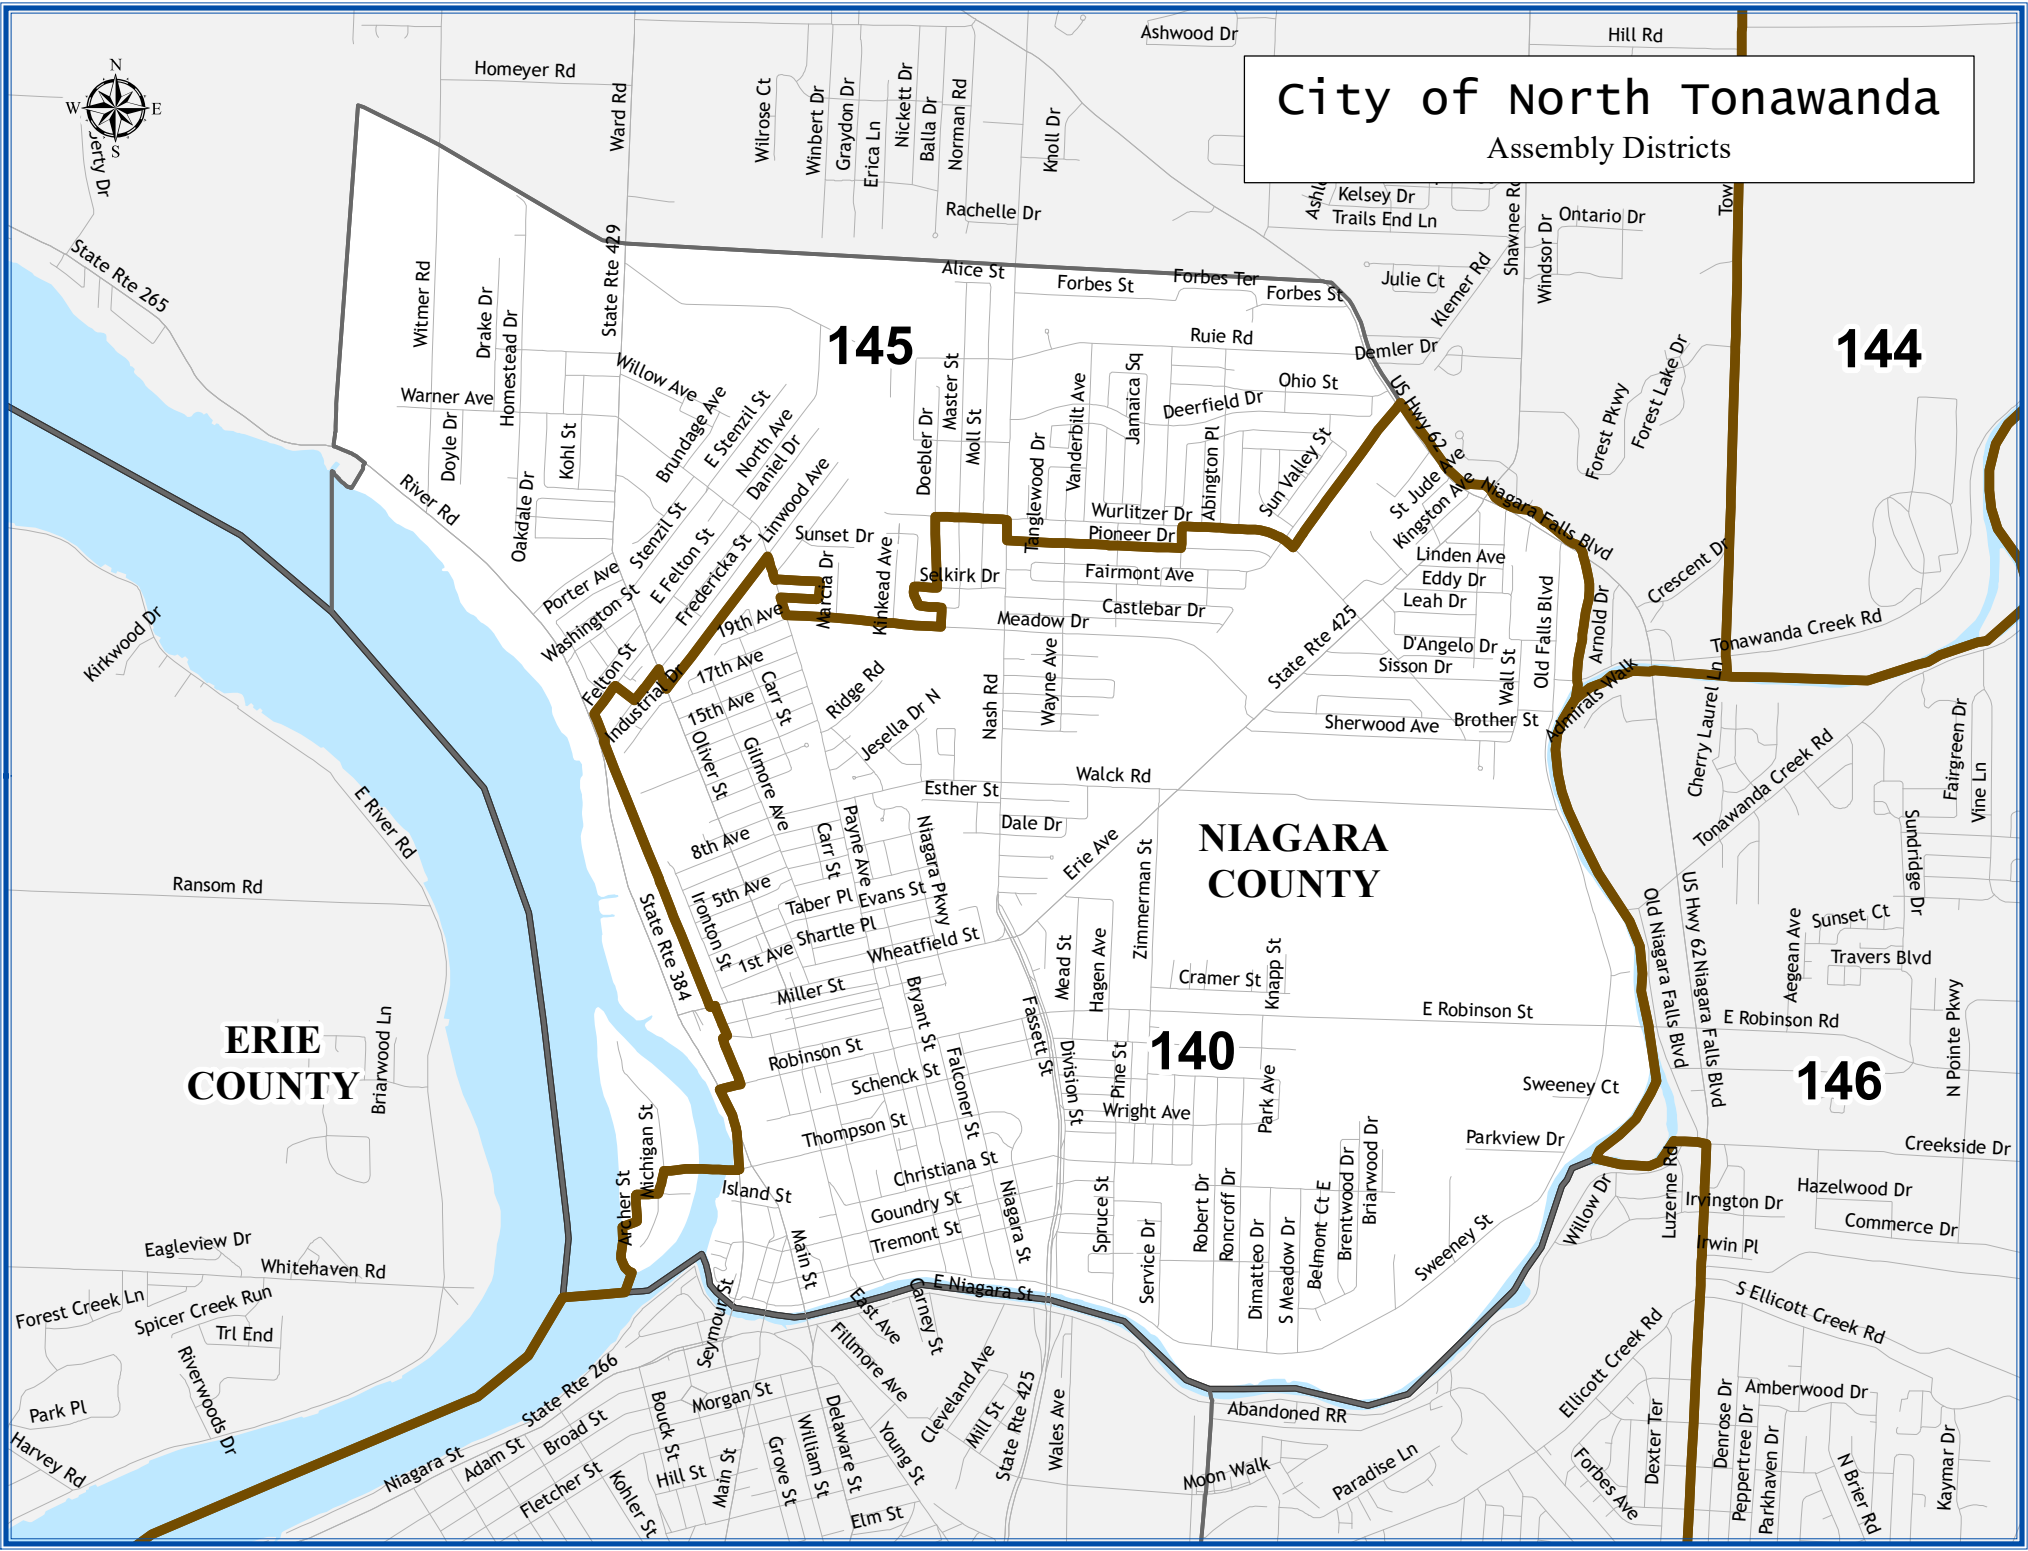 City of North Tonawanda
Assembly Districts
N
W
E
S
Ashwood Dr
Hill Rd
Homeyer Rd
Ward Rd
Wilrose Ct
Winbert Dr
Graydon Dr
Erica Ln
Nickett Dr
Balla Dr
Norman Rd
Knoll Dr
Rachelle Dr
Kelsey Dr
Trails End Ln
Shawnee Rd
Windsor Dr
Ontario Dr
State Rte 265
State Rte 429
Alice St
Forbes St
Forbes Ter
Forbes St
Julie Ct
Klemer Rd
Witmer Rd
Drake Dr
Homestead Dr
145
Ruie Rd
Demler Dr
144
Willow Ave
Master St
Jamaica Sq
Vanderbilt Ave
Ohio St
Deerfield Dr
US Hwy 62
Forest Pkwy
Forest Lake Dr
Warner Ave
Doyle Dr
Kohl St
Brundage Ave
E Stenzil St
North Ave
Daniel Dr
Linwood Ave
Doebler Dr
Moll St
Tanglewood Dr
Abington Pl
Sun Valley St
St Jude Ave
Kingston Ave
Niagara Falls Blvd
River Rd
Oakdale Dr
Stenzil St
E Felton St
Fredericka St
Sunset Dr
Wurlitzer Dr
Pioneer Dr
Linden Ave
Eddy Dr
Leah Dr
Crescent Dr
Porter Ave
Washington St
Marcia Dr
Kinkead Ave
Selkirk Dr
Fairmont Ave
Castlebar Dr
Meadow Dr
Old Falls Blvd
Arnold Dr
Kirkwood Dr
Felton St
Industrial Dr
19th Ave
17th Ave
15th Ave
Carr St
Ridge Rd
Jesella Dr N
Nash Rd
Wayne Ave
State Rte 425
D'Angelo Dr
Sisson Dr
Wall St
Sherwood Ave
Brother St
Admirals Walk
Tonawanda Creek Rd
Cherry Laurel Ln
Tonawanda Creek Rd
Fairgreen Dr
Vine Ln
Oliver St
Gilmore Ave
Walck Rd
Esther St
E River Rd
8th Ave
Carr St
Payne Ave
Niagara Pkwy
Dale Dr
Erie Ave
Zimmerman St
NIAGARA
COUNTY
Sundridge Dr
Ransom Rd
State Rte 384
Ironton St
5th Ave
Taber Pl
Evans St
Shartle Pl
1st Ave
Wheatfield St
Old Niagara Falls Blvd
US Hwy 62
Niagara Falls Blvd
Sunset Ct
Aegean Ave
Travers Blvd
Miller St
Bryant St
Mead St
Hagen Ave
Cramer St
Knapp St
Fassett St
E Robinson St
E Robinson Rd
N Pointe Pkwy
ERIE
COUNTY
Briarwood Ln
Robinson St
Schenck St
Falconer St
Division St
Pine St
140
Park Ave
Sweeney Ct
146
Michigan St
Thompson St
Wright Ave
Parkview Dr
Creekside Dr
Archer St
Island St
Christiana St
Goundry St
Tremont St
Niagara St
Spruce St
Service Dr
Robert Dr
Roncroff Dr
Dimatteo Dr
S Meadow Dr
Belmont Ct E
Brentwood Dr
Briarwood Dr
Sweeney St
Willow Dr
Luzerne Rd
Irvington Dr
Hazelwood Dr
Commerce Dr
Irwin Pl
Eagleview Dr
Whitehaven Rd
Forest Creek Ln
Spicer Creek Run
Trl End
Main St
E Niagara St
Seymour St
East Ave
Carney St
Fillmore Ave
S Ellicott Creek Rd
Ellicott Creek Rd
Riverwoods Dr
Park Pl
Harvey Rd
State Rte 266
Niagara St
Adam St
Broad St
Fletcher St
Bouck St
Morgan St
Hill St
Kohler St
Main St
Grove St
William St
Delaware St
Young St
Elm St
Cleveland Ave
Mill St
State Rte 425
Wales Ave
Abandoned RR
Moon Walk
Paradise Ln
Forbes Ave
Dexter Ter
Denrose Dr
Peppertree Dr
Parkhaven Dr
Amberwood Dr
N Brier Rd
Kaymar Dr